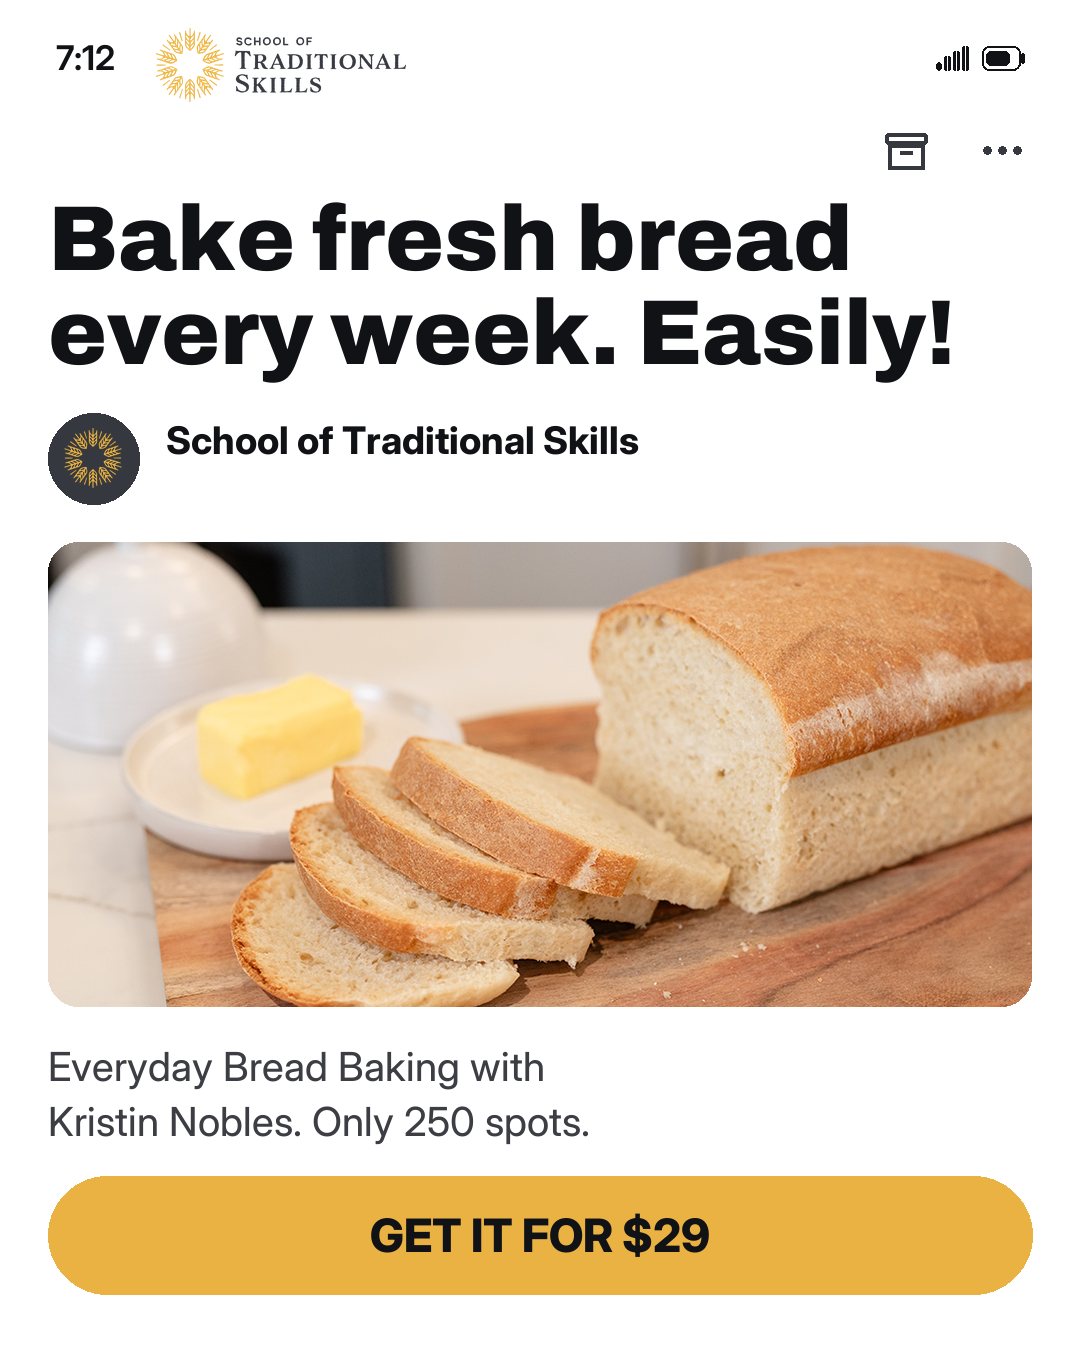 7:12
SCHOOL OF
TRADITIONAL
SKILLS
Bake fresh bread
every week. Easily!
School of Traditional Skills
Everyday Bread Baking with
Kristin Nobles. Only 250 spots.
GET IT FOR $29